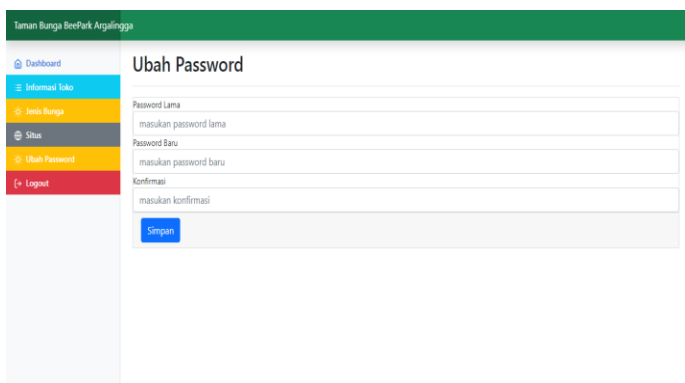 Taman Bunga BeePark Argalingga
Dashboard
Informasi Toko
Jenis Bunga
Situs
Ubah Password
Logout
Ubah Password
Password Lama
masukan password lama
Password Baru
masukan password baru
Konfirmasi
masukan konfirmasi
Simpan